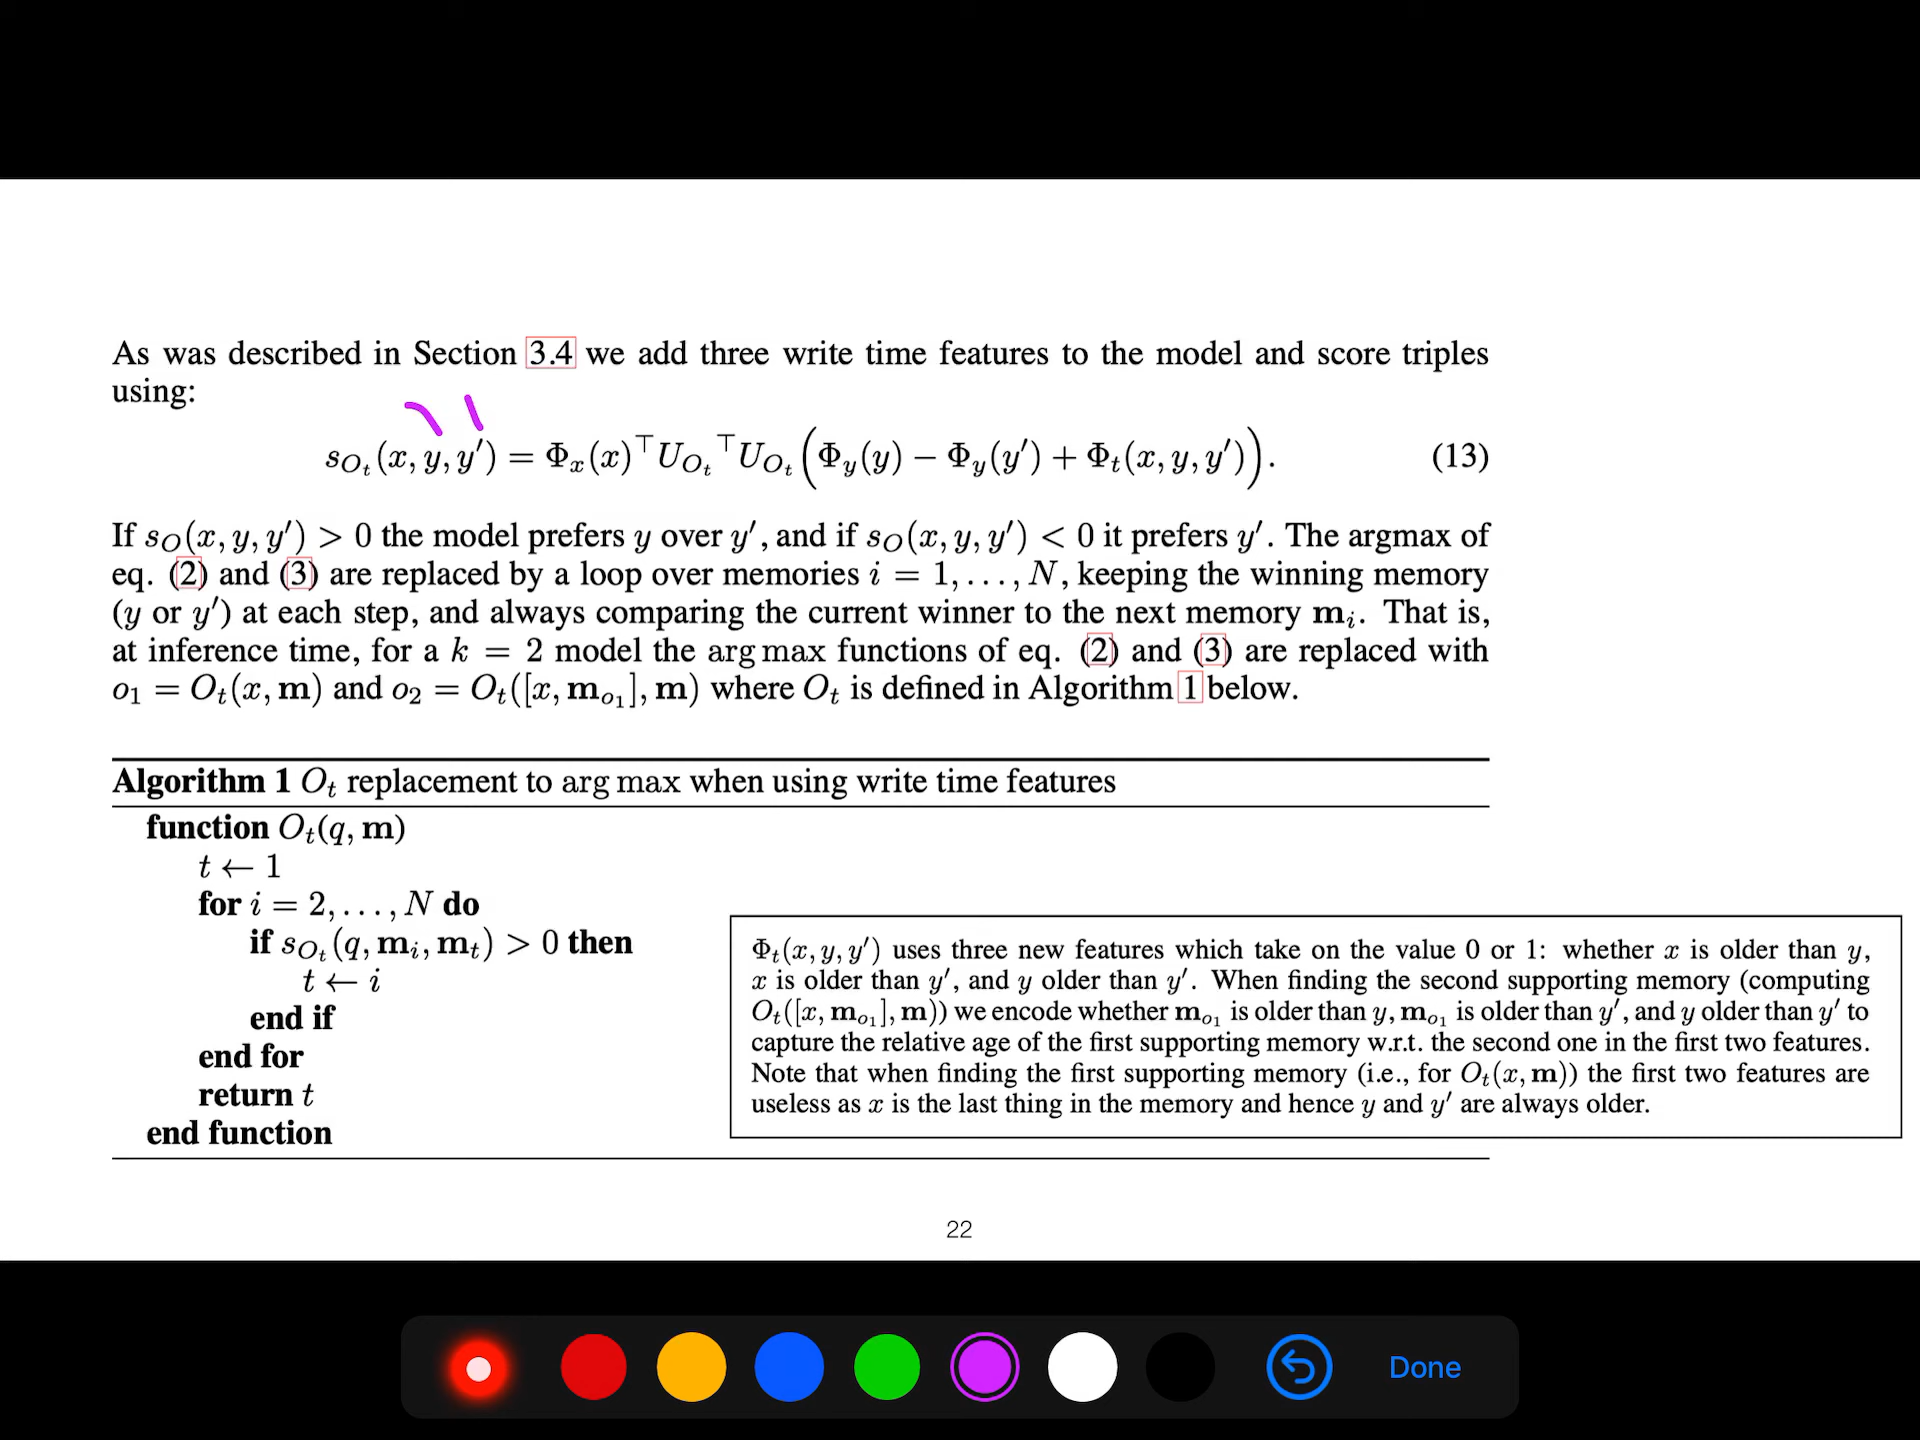 As was described in Section 3.4 we add three write time features to the model and score triples
using:
s_{O_t}(x, y, y′) = Φ_x(x)^⊤ U_{O_t}^⊤ U_{O_t} (Φ_y(y) − Φ_y(y′) + Φ_t(x, y, y′)). (13)
If s_O(x, y, y′) > 0 the model prefers y over y′, and if s_O(x, y, y′) < 0 it prefers y′. The argmax of
eq. (2) and (3) are replaced by a loop over memories i = 1, . . . , N, keeping the winning memory
(y or y′) at each step, and always comparing the current winner to the next memory m_i. That is,
at inference time, for a k = 2 model the arg max functions of eq. (2) and (3) are replaced with
o_1 = O_t(x, m) and o_2 = O_t([x, m_{o_1}], m) where O_t is defined in Algorithm 1 below.
Algorithm 1 O_t replacement to arg max when using write time features
function O_t(q, m)
t ← 1
for i = 2, . . . , N do
if s_{O_t}(q, m_i, m_t) > 0 then
t ← i
end if
end for
return t
end function
Φ_t(x, y, y′) uses three new features which take on the value 0 or 1: whether x is older than y,
x is older than y′, and y older than y′. When finding the second supporting memory (computing
O_t([x, m_{o_1}], m)) we encode whether m_{o_1} is older than y, m_{o_1} is older than y′, and y older than y′ to
capture the relative age of the first supporting memory w.r.t. the second one in the first two features.
Note that when finding the first supporting memory (i.e., for O_t(x, m)) the first two features are
useless as x is the last thing in the memory and hence y and y′ are always older.
22
Done